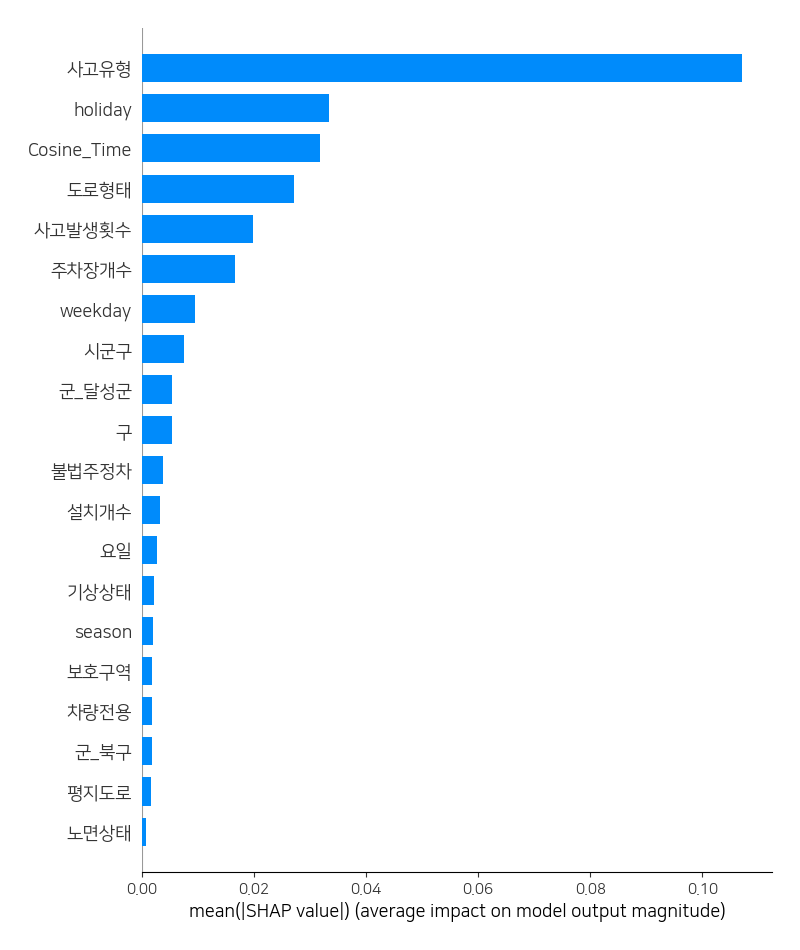 사고유형
holiday
Cosine_Time
도로형태
사고발생횟수
주차장개수
weekday
시군구
군_달성군
구
불법주정차
설치개수
요일
기상상태
season
보호구역
차량전용
군_북구
평지도로
노면상태
0.00 0.02 0.04 0.06 0.08 0.10
mean(|SHAP value|) (average impact on model output magnitude)